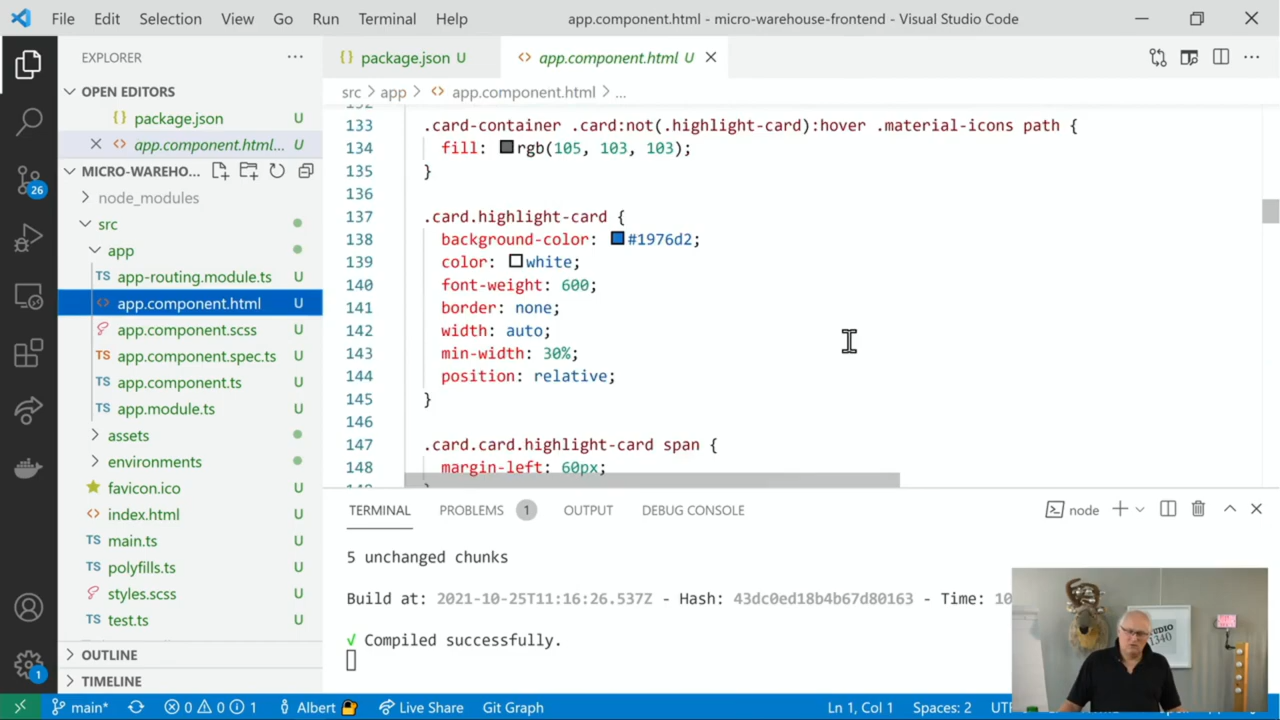 File Edit Selection View Go Run Terminal Help app.component.html - micro-warehouse-frontend - Visual Studio Code
EXPLORER
OPEN EDITORS
package.json U
app.component.html... U
MICRO-WAREHO...
node_modules
src
app
app-routing.module.ts U
app.component.html U
app.component.scss U
app.component.spec.ts U
app.component.ts U
app.module.ts U
assets
environments
favicon.ico U
index.html U
main.ts U
polyfills.ts U
styles.scss U
test.ts U
OUTLINE
TIMELINE
26
1
package.json U app.component.html U
src > app > app.component.html > ...
133 .card-container .card:not(.highlight-card):hover .material-icons path {
134 fill: rgb(105, 103, 103);
135 }
136
137 .card.highlight-card {
138 background-color: #1976d2;
139 color: white;
140 font-weight: 600;
141 border: none;
142 width: auto;
143 min-width: 30%;
144 position: relative;
145 }
146
147 .card.card.highlight-card span {
148 margin-left: 60px;
TERMINAL PROBLEMS 1 OUTPUT DEBUG CONSOLE node
5 unchanged chunks
Build at: 2021-10-25T11:16:26.537Z - Hash: 43dc0ed18b4b67d80163 - Time: 10
√ Compiled successfully.
STUDIO
1340
main* 0 0 1 Albert Live Share Git Graph Ln 1, Col 1 Spaces: 2